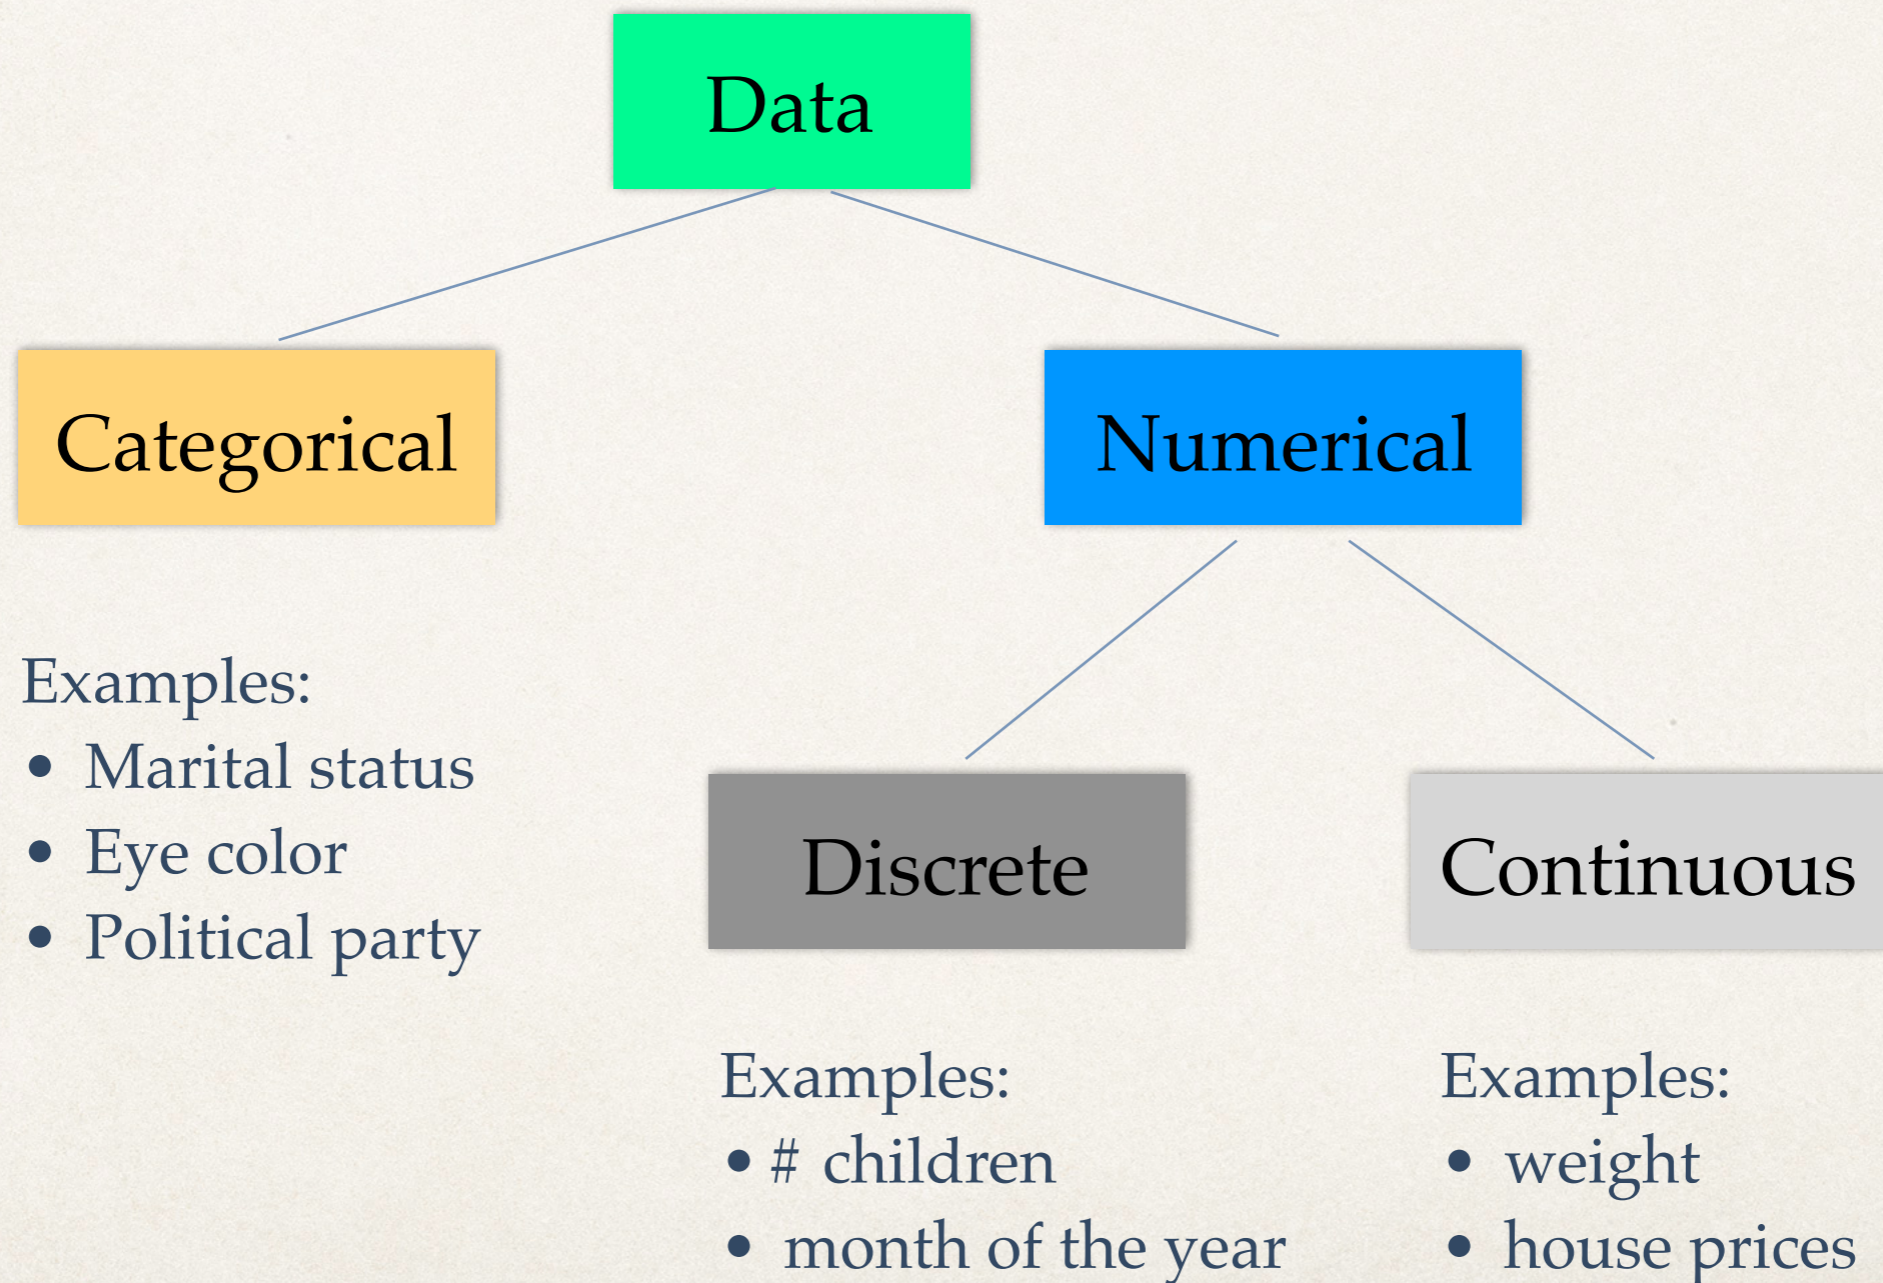 Data
Categorical
Numerical
Examples:
• Marital status
• Eye color
• Political party
Discrete
Continuous
Examples:
• # children
• month of the year
Examples:
• weight
• house prices